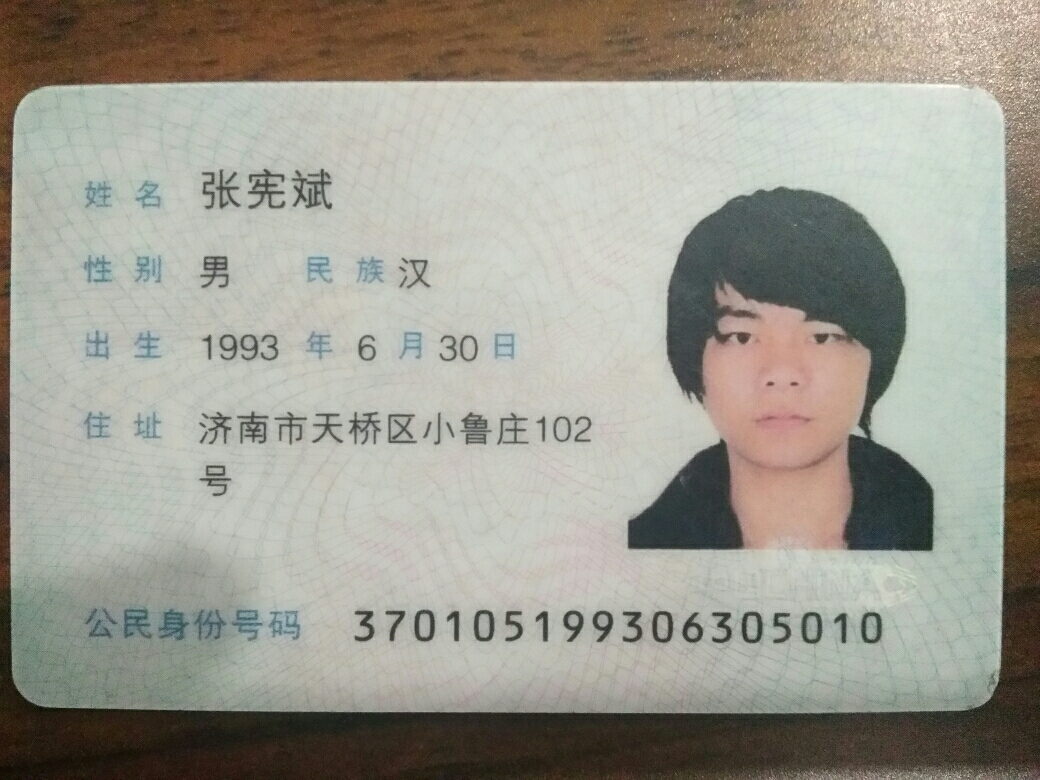 姓名 张宪斌
性别 男 民族 汉
出生 1993 年 6 月 30 日
住址 济南市天桥区小鲁庄102
号
公民身份号码 370105199306305010